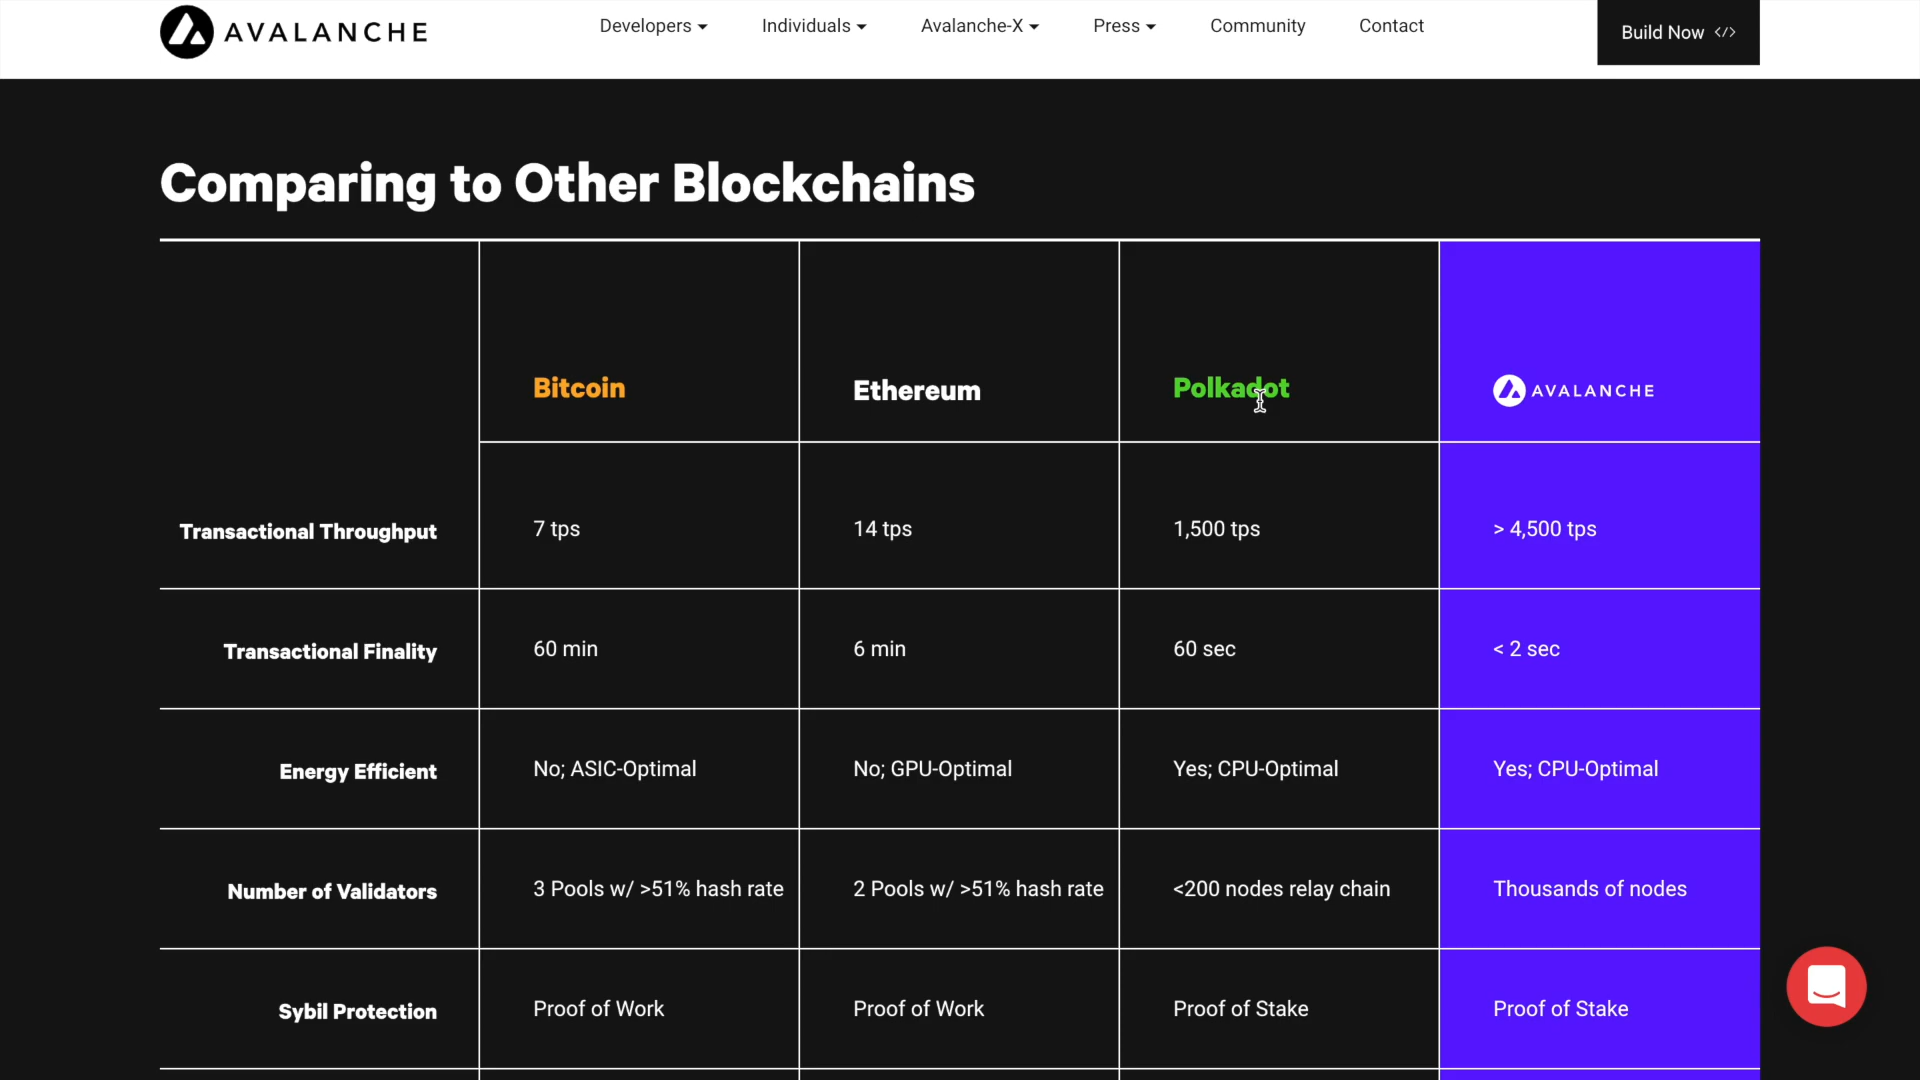 AVALANCHE
Developers Individuals Avalanche-X Press Community Contact
Build Now </>
Comparing to Other Blockchains
Bitcoin Ethereum Polkadot AVALANCHE
Transactional Throughput 7 tps 14 tps 1,500 tps > 4,500 tps
Transactional Finality 60 min 6 min 60 sec < 2 sec
Energy Efficient No; ASIC-Optimal No; GPU-Optimal Yes; CPU-Optimal Yes; CPU-Optimal
Number of Validators 3 Pools w/ >51% hash rate 2 Pools w/ >51% hash rate <200 nodes relay chain Thousands of nodes
Sybil Protection Proof of Work Proof of Work Proof of Stake Proof of Stake